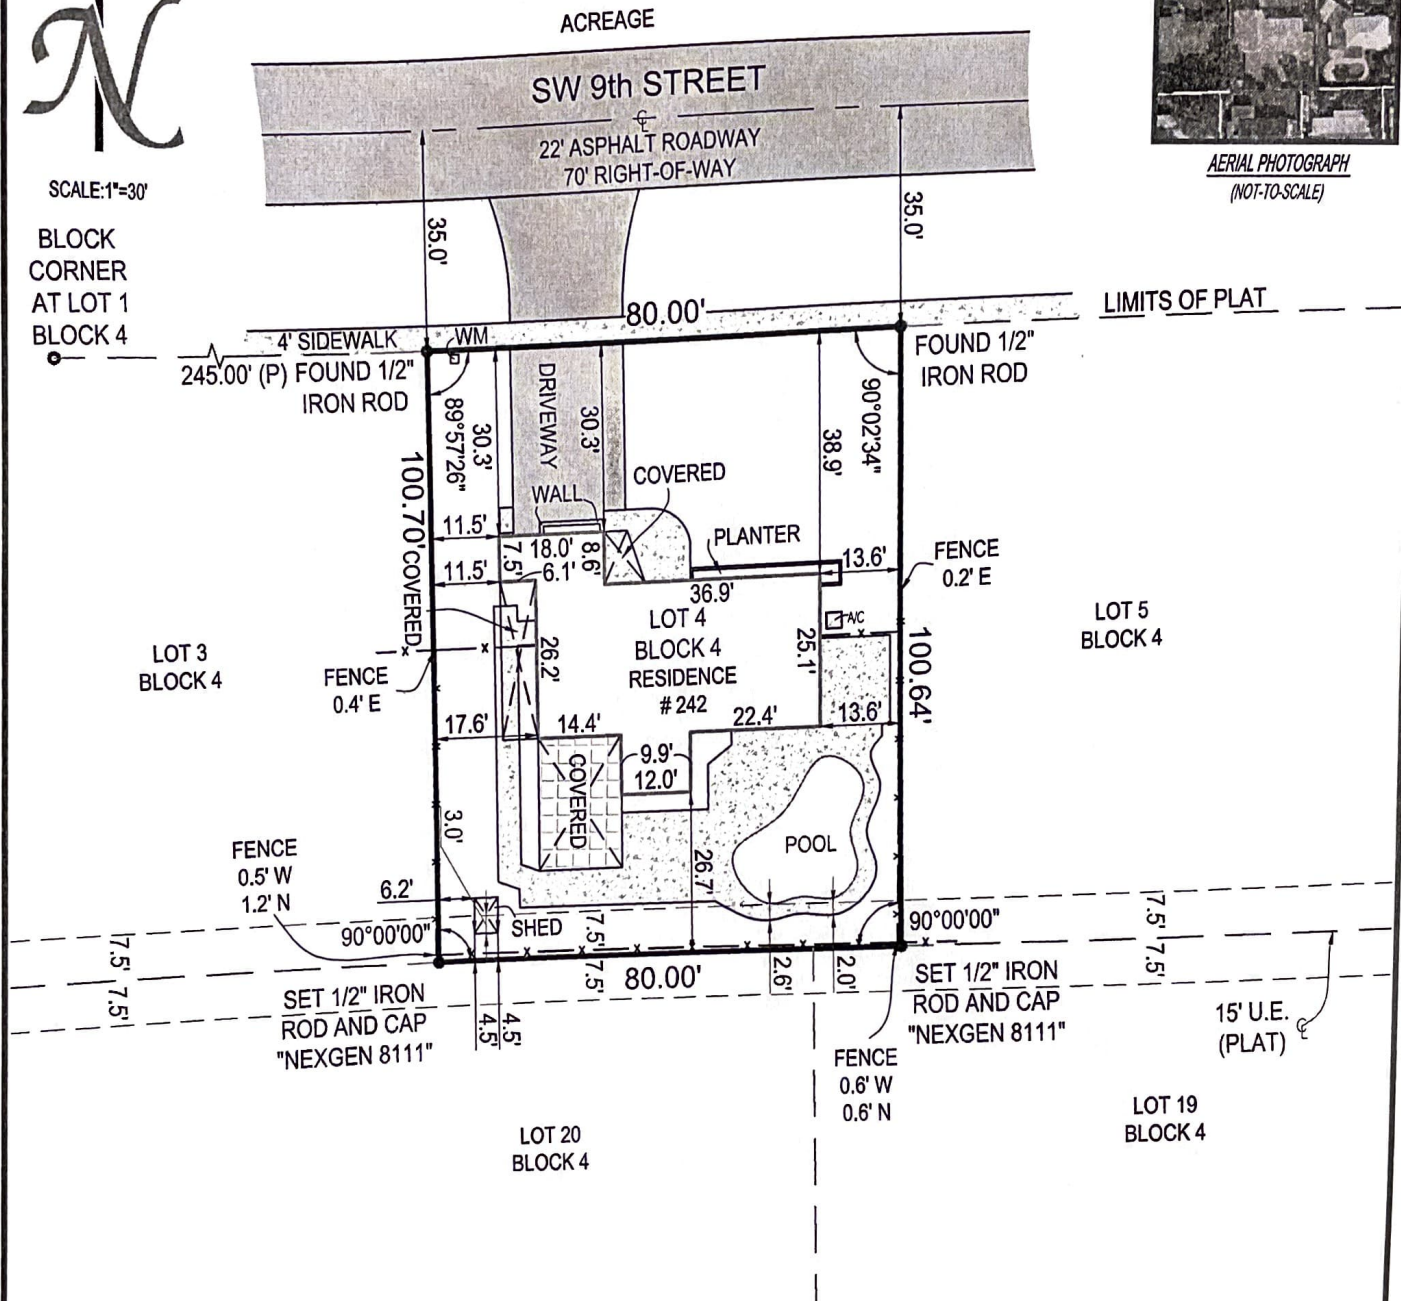 N
ACREAGE
SW 9th STREET
℄
22' ASPHALT ROADWAY
70' RIGHT-OF-WAY
AERIAL PHOTOGRAPH
(NOT-TO-SCALE)
SCALE:1"=30'
BLOCK
CORNER
AT LOT 1
BLOCK 4
35.0'
35.0'
80.00'
LIMITS OF PLAT
4' SIDEWALK
WM
245.00' (P)
FOUND 1/2"
IRON ROD
FOUND 1/2"
IRON ROD
89°57'26"
30.3'
DRIVEWAY
30.3'
38.9'
90°02'34"
100.70'
COVERED
WALL
PLANTER
11.5'
7.5'
18.0'
8.6'
13.6'
FENCE
0.2' E
11.5'
6.1'
36.9'
COVERED
A/C
LOT 4
BLOCK 4
RESIDENCE
# 242
26.2'
25.1'
100.64'
LOT 3
BLOCK 4
LOT 5
BLOCK 4
FENCE
0.4' E
17.6'
14.4'
22.4'
13.6'
9.9'
12.0'
COVERED
3.0'
26.7'
POOL
FENCE
0.5' W
1.2' N
6.2'
SHED
90°00'00"
90°00'00"
7.5'
7.5'
7.5'
7.5'
7.5'
7.5'
80.00'
2.6'
2.0'
4.5'
4.5'
SET 1/2" IRON
ROD AND CAP
"NEXGEN 8111"
SET 1/2" IRON
ROD AND CAP
"NEXGEN 8111"
15' U.E.
(PLAT)
℄
FENCE
0.6' W
0.6' N
LOT 20
BLOCK 4
LOT 19
BLOCK 4